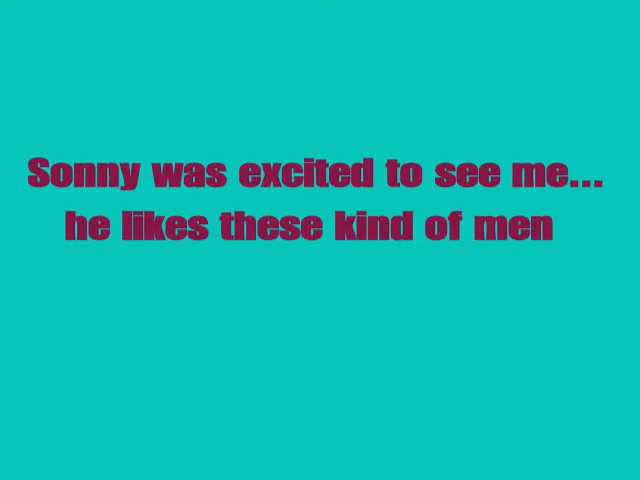 Sonny was excited to see me...
he likes these kind of men